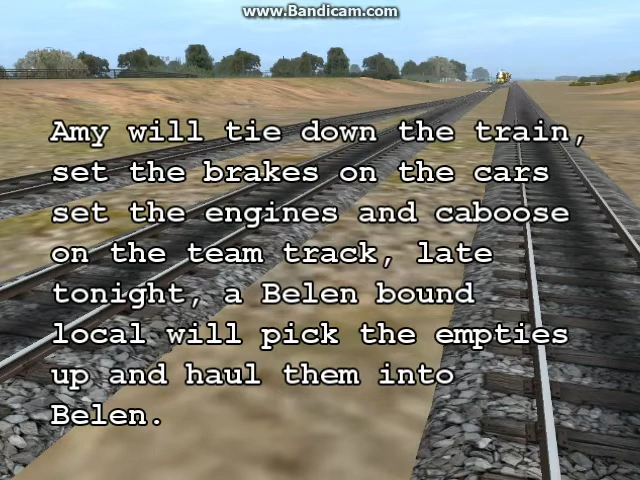 www.Bandicam.com
Amy will tie down the train,
set the brakes on the cars
set the engines and caboose
on the team track, late
tonight, a Belen bound
local will pick the empties
up and haul them into
Belen.